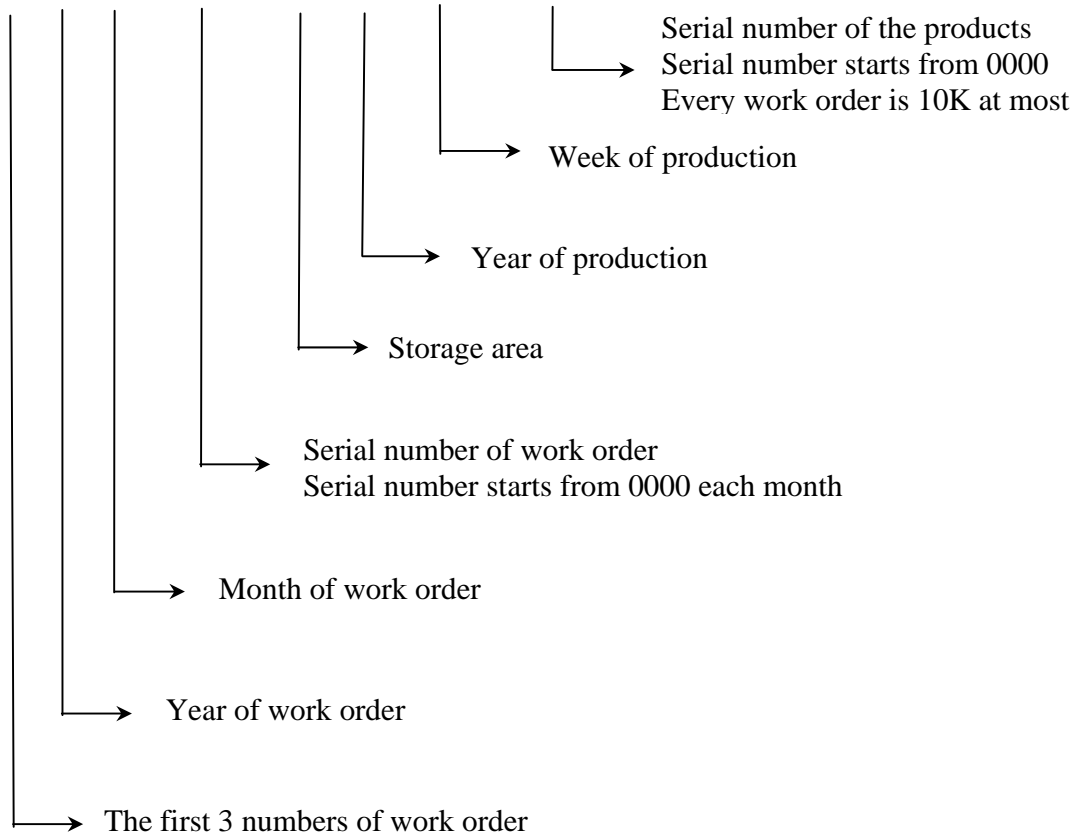 Serial number of the products
Serial number starts from 0000
Every work order is 10K at most
Week of production
Year of production
Storage area
Serial number of work order
Serial number starts from 0000 each month
Month of work order
Year of work order
The first 3 numbers of work order